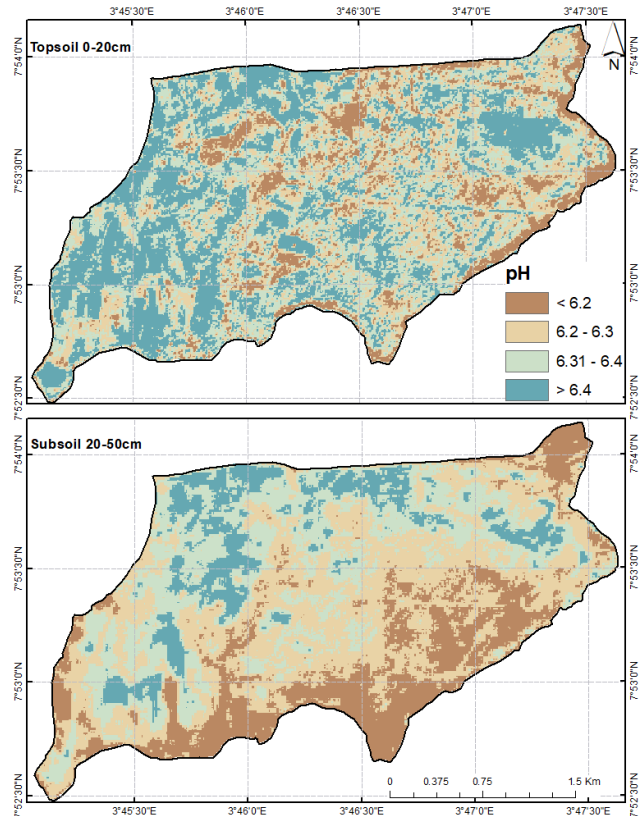 3°45'30"E 3°46'0"E 3°46'30"E 3°47'0"E 3°47'30"E
Topsoil 0-20cm
N
7°54'0"N 7°54'0"N
7°53'30"N 7°53'30"N
7°53'0"N 7°53'0"N
7°52'30"N 7°52'30"N
pH
< 6.2
6.2 - 6.3
6.31 - 6.4
> 6.4
Subsoil 20-50cm
7°54'0"N 7°54'0"N
7°53'30"N 7°53'30"N
7°53'0"N 7°53'0"N
7°52'30"N 7°52'30"N
0 0.375 0.75 1.5 Km
3°45'30"E 3°46'0"E 3°46'30"E 3°47'0"E 3°47'30"E